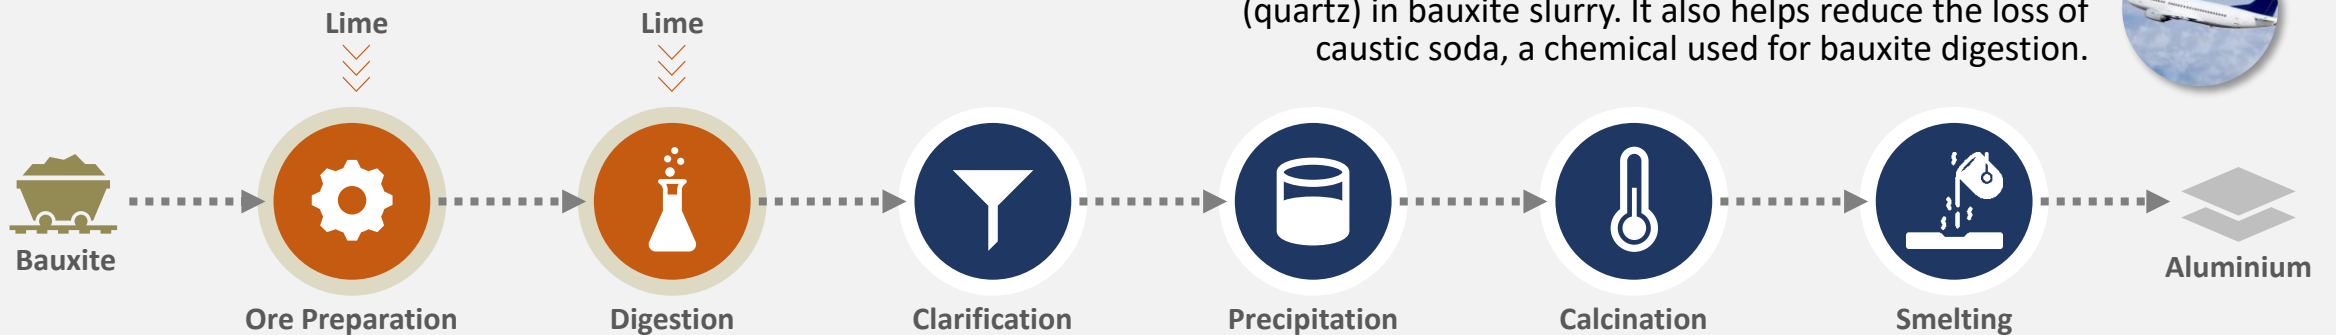 (quartz) in bauxite slurry. It also helps reduce the loss of
caustic soda, a chemical used for bauxite digestion.
Lime
Lime
Bauxite
Ore Preparation
Digestion
Clarification
Precipitation
Calcination
Smelting
Aluminium